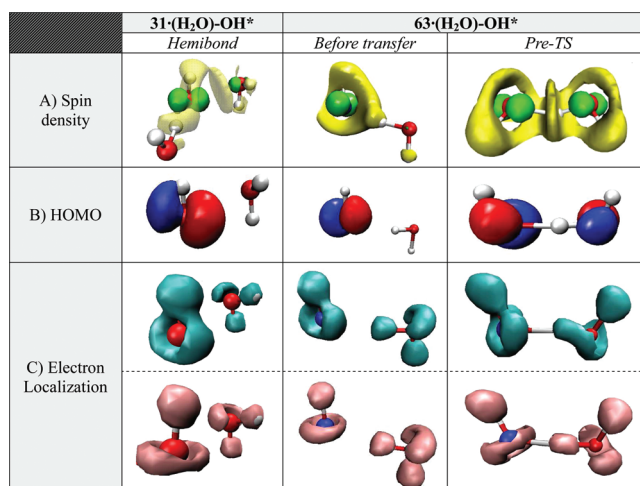 31·(H₂O)-OH* 63·(H₂O)-OH*
Hemibond Before transfer Pre-TS
A) Spin
density
B) HOMO
C) Electron
Localization